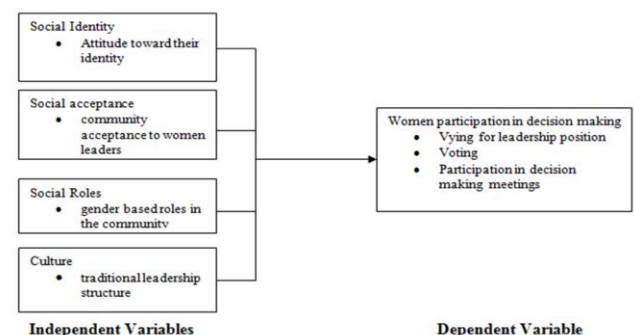 Social Identity
• Attitude toward their
identity
Social acceptance
• community
acceptance to women
leaders
Social Roles
• gender based roles in
the community
Culture
• traditional leadership
structure
Independent Variables
Women participation in decision making
• Vying for leadership position
• Voting
• Participation in decision
making meetings
Dependent Variable